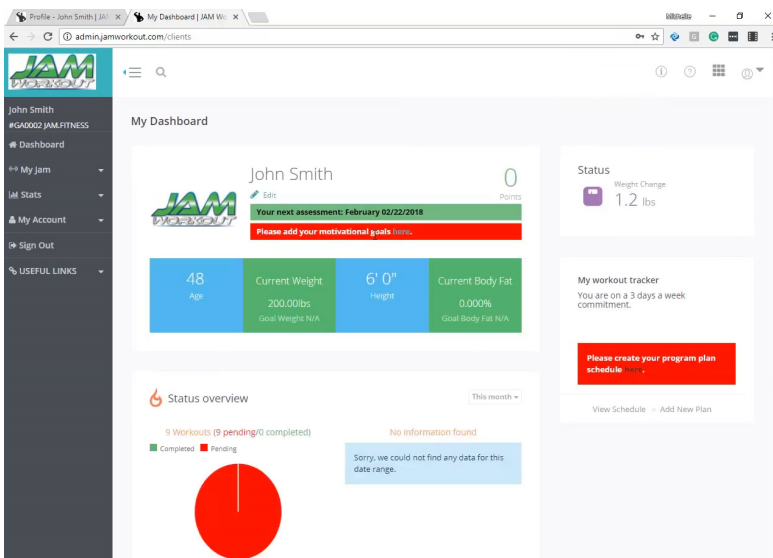 Profile - John Smith | JAM
My Dashboard | JAM Wo
Michelle
admin.jamworkout.com/clients
JAM
WORKOUT
John Smith
#GA0002 JAM.FITNESS
Dashboard
My Jam
Stats
My Account
Sign Out
USEFUL LINKS
My Dashboard
JAM
WORKOUT
John Smith
Edit
0
Points
Your next assessment: February 02/22/2018
Please add your motivational goals here.
48
Age
Current Weight
200.00lbs
Goal Weight N/A
6' 0"
Height
Current Body Fat
0.000%
Goal Body Fat N/A
Status
Weight Change
1.2 lbs
My workout tracker
You are on a 3 days a week
commitment.
Please create your program plan
schedule here.
View Schedule
Add New Plan
Status overview
This month
9 Workouts (9 pending/0 completed)
Completed
Pending
No information found
Sorry, we could not find any data for this
date range.